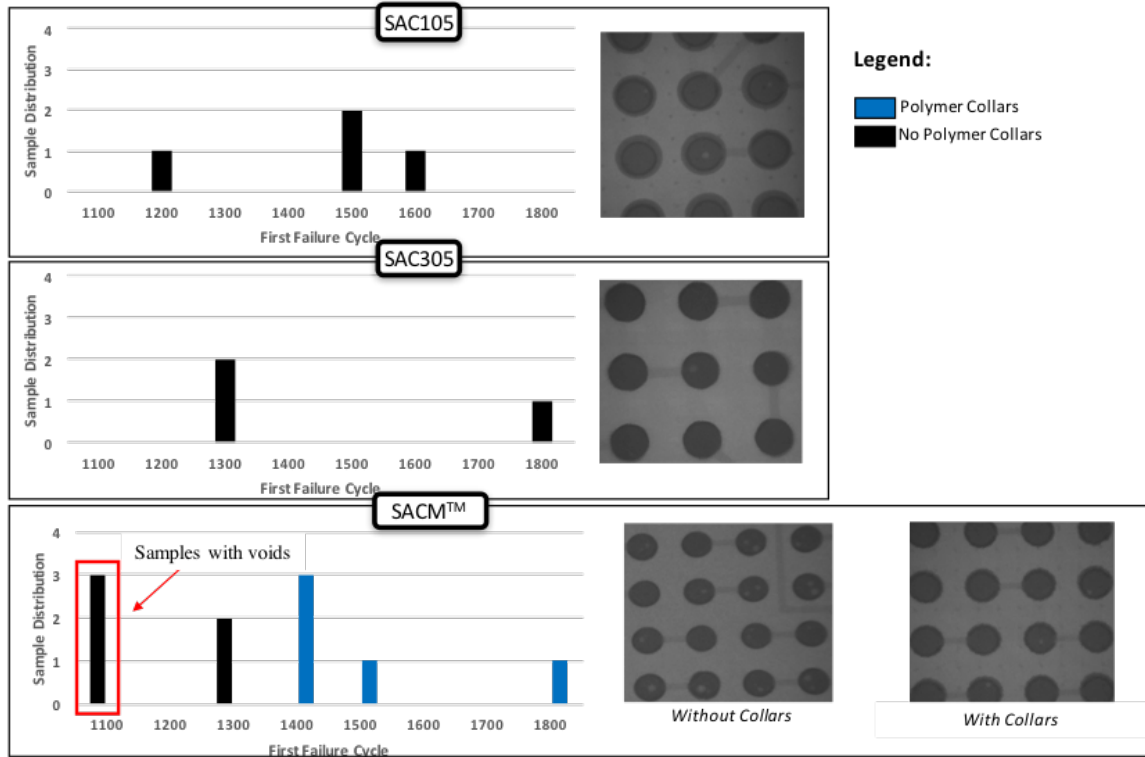 SAC105
4
3
2
1
0
Sample Distribution
1100 1200 1300 1400 1500 1600 1700 1800
First Failure Cycle
Legend:
Polymer Collars
No Polymer Collars
SAC305
4
3
2
1
0
Sample Distribution
1100 1200 1300 1400 1500 1600 1700 1800
First Failure Cycle
SACM™
4
3
2
1
0
Sample Distribution
Samples with voids
1100 1200 1300 1400 1500 1600 1700 1800
First Failure Cycle
Without Collars
With Collars